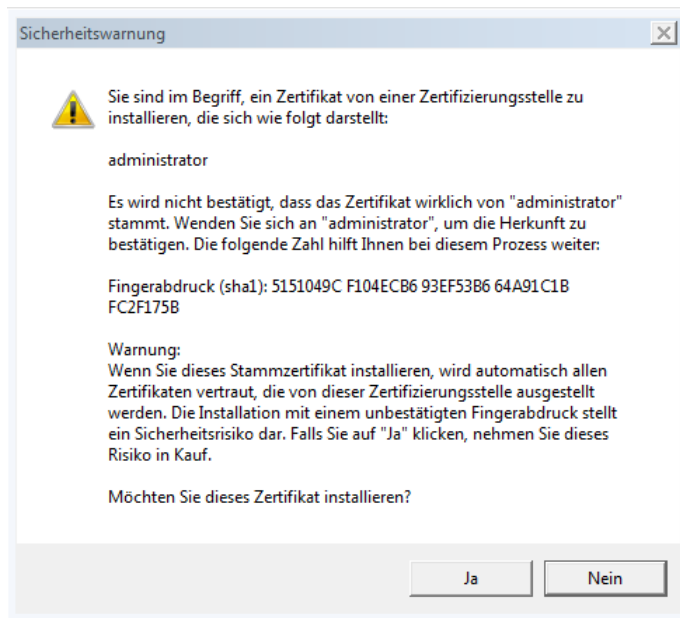 Sicherheitswarnung
Sie sind im Begriff, ein Zertifikat von einer Zertifizierungsstelle zu
installieren, die sich wie folgt darstellt:
administrator
Es wird nicht bestätigt, dass das Zertifikat wirklich von "administrator"
stammt. Wenden Sie sich an "administrator", um die Herkunft zu
bestätigen. Die folgende Zahl hilft Ihnen bei diesem Prozess weiter:
Fingerabdruck (sha1): 5151049C F104ECB6 93EF53B6 64A91C1B
FC2F175B
Warnung:
Wenn Sie dieses Stammzertifikat installieren, wird automatisch allen
Zertifikaten vertraut, die von dieser Zertifizierungsstelle ausgestellt
werden. Die Installation mit einem unbestätigten Fingerabdruck stellt
ein Sicherheitsrisiko dar. Falls Sie auf "Ja" klicken, nehmen Sie dieses
Risiko in Kauf.
Möchten Sie dieses Zertifikat installieren?
Ja
Nein